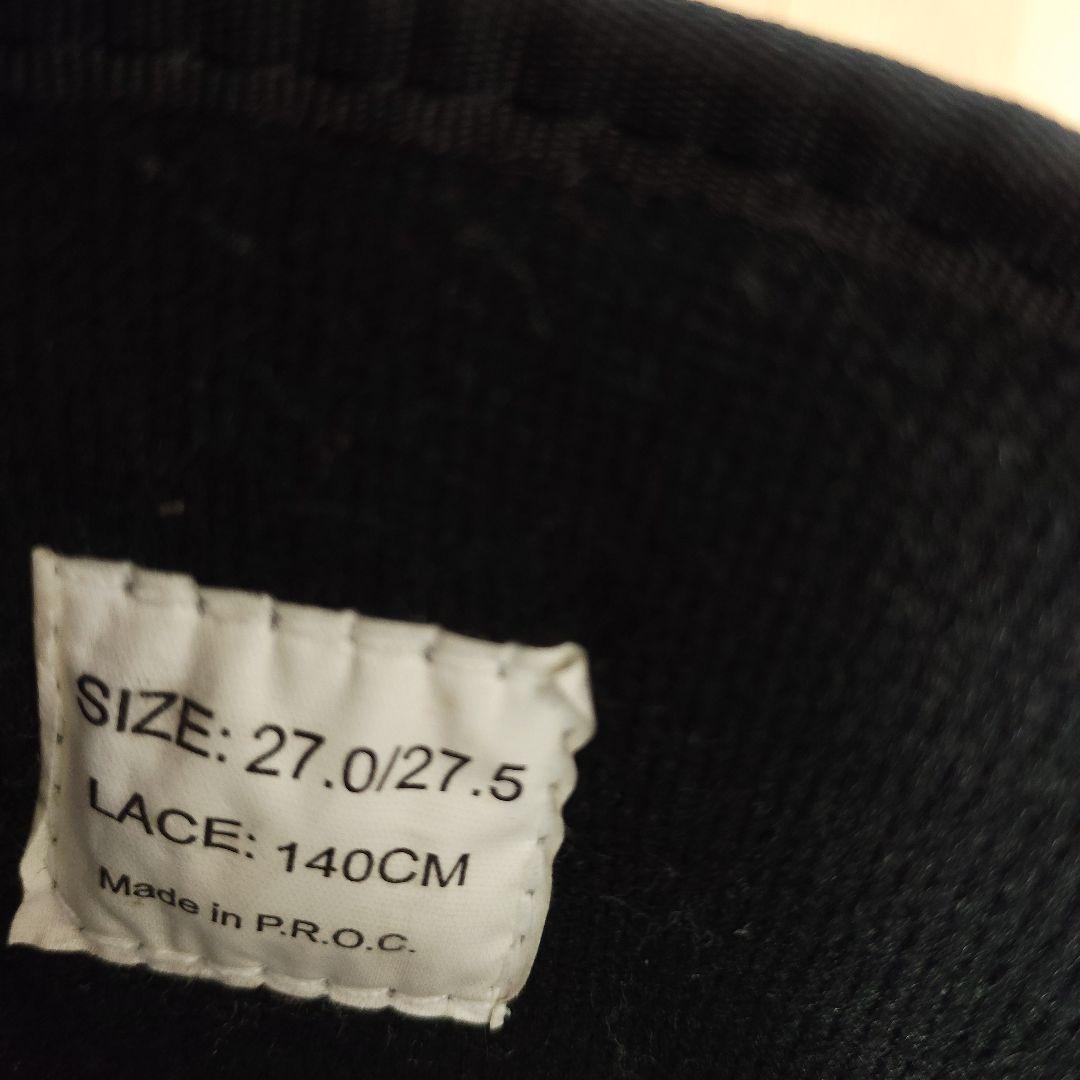 SIZE: 27.0/27.5
LACE: 140CM
Made in P.R.O.C.